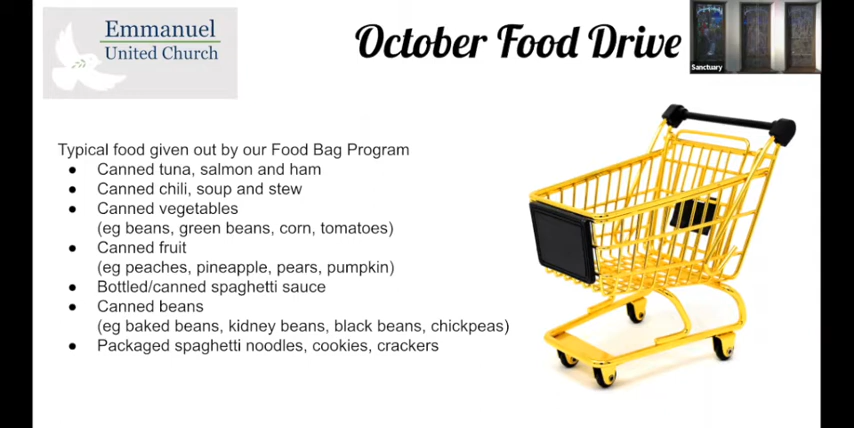 Emmanuel
United Church
October Food Drive
Sanctuary
Typical food given out by our Food Bag Program
• Canned tuna, salmon and ham
• Canned chili, soup and stew
• Canned vegetables
(eg beans, green beans, corn, tomatoes)
• Canned fruit
(eg peaches, pineapple, pears, pumpkin)
• Bottled/canned spaghetti sauce
• Canned beans
(eg baked beans, kidney beans, black beans, chickpeas)
• Packaged spaghetti noodles, cookies, crackers